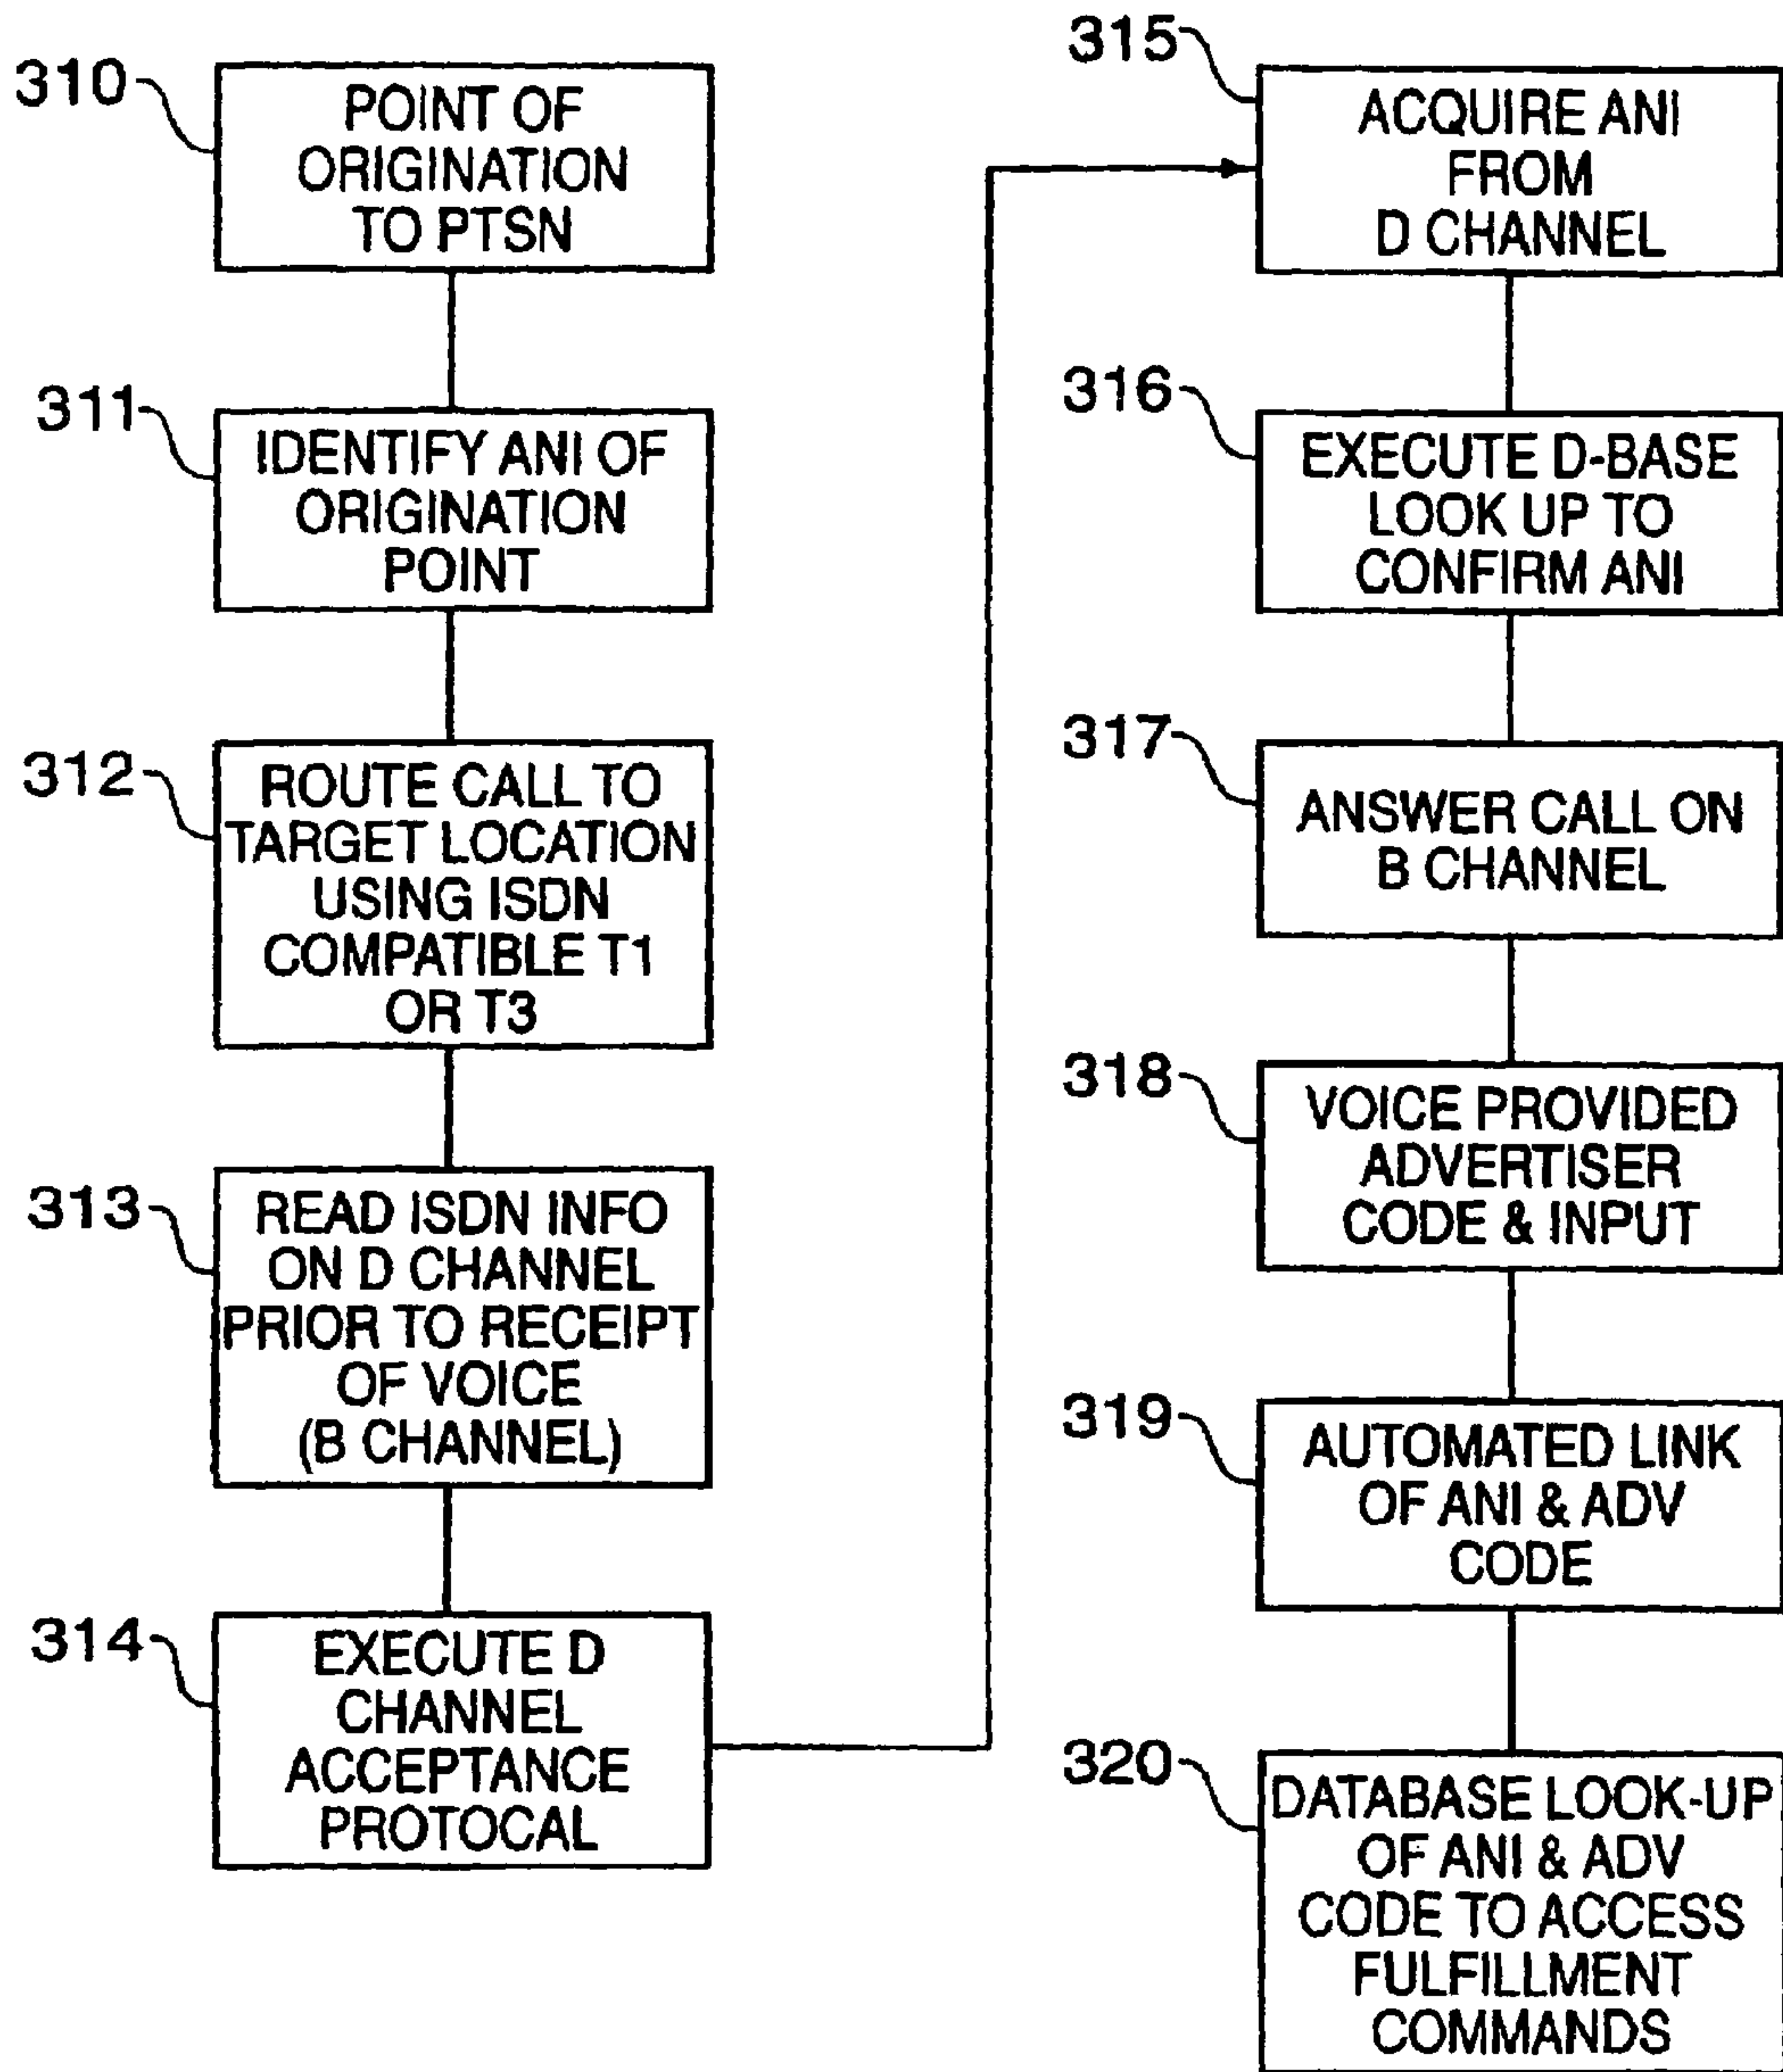 310
POINT OF
ORIGINATION
TO PTSN
311
IDENTIFY ANI OF
ORIGINATION
POINT
312
ROUTE CALL TO
TARGET LOCATION
USING ISDN
COMPATIBLE T1
OR T3
313
READ ISDN INFO
ON D CHANNEL
PRIOR TO RECEIPT
OF VOICE
(B CHANNEL)
314
EXECUTE D
CHANNEL
ACCEPTANCE
PROTOCAL
315
ACQUIRE ANI
FROM
D CHANNEL
316
EXECUTE D-BASE
LOOK UP TO
CONFIRM ANI
317
ANSWER CALL ON
B CHANNEL
318
VOICE PROVIDED
ADVERTISER
CODE & INPUT
319
AUTOMATED LINK
OF ANI & ADV
CODE
320
DATABASE LOOK-UP
OF ANI & ADV
CODE TO ACCESS
FULFILLMENT
COMMANDS